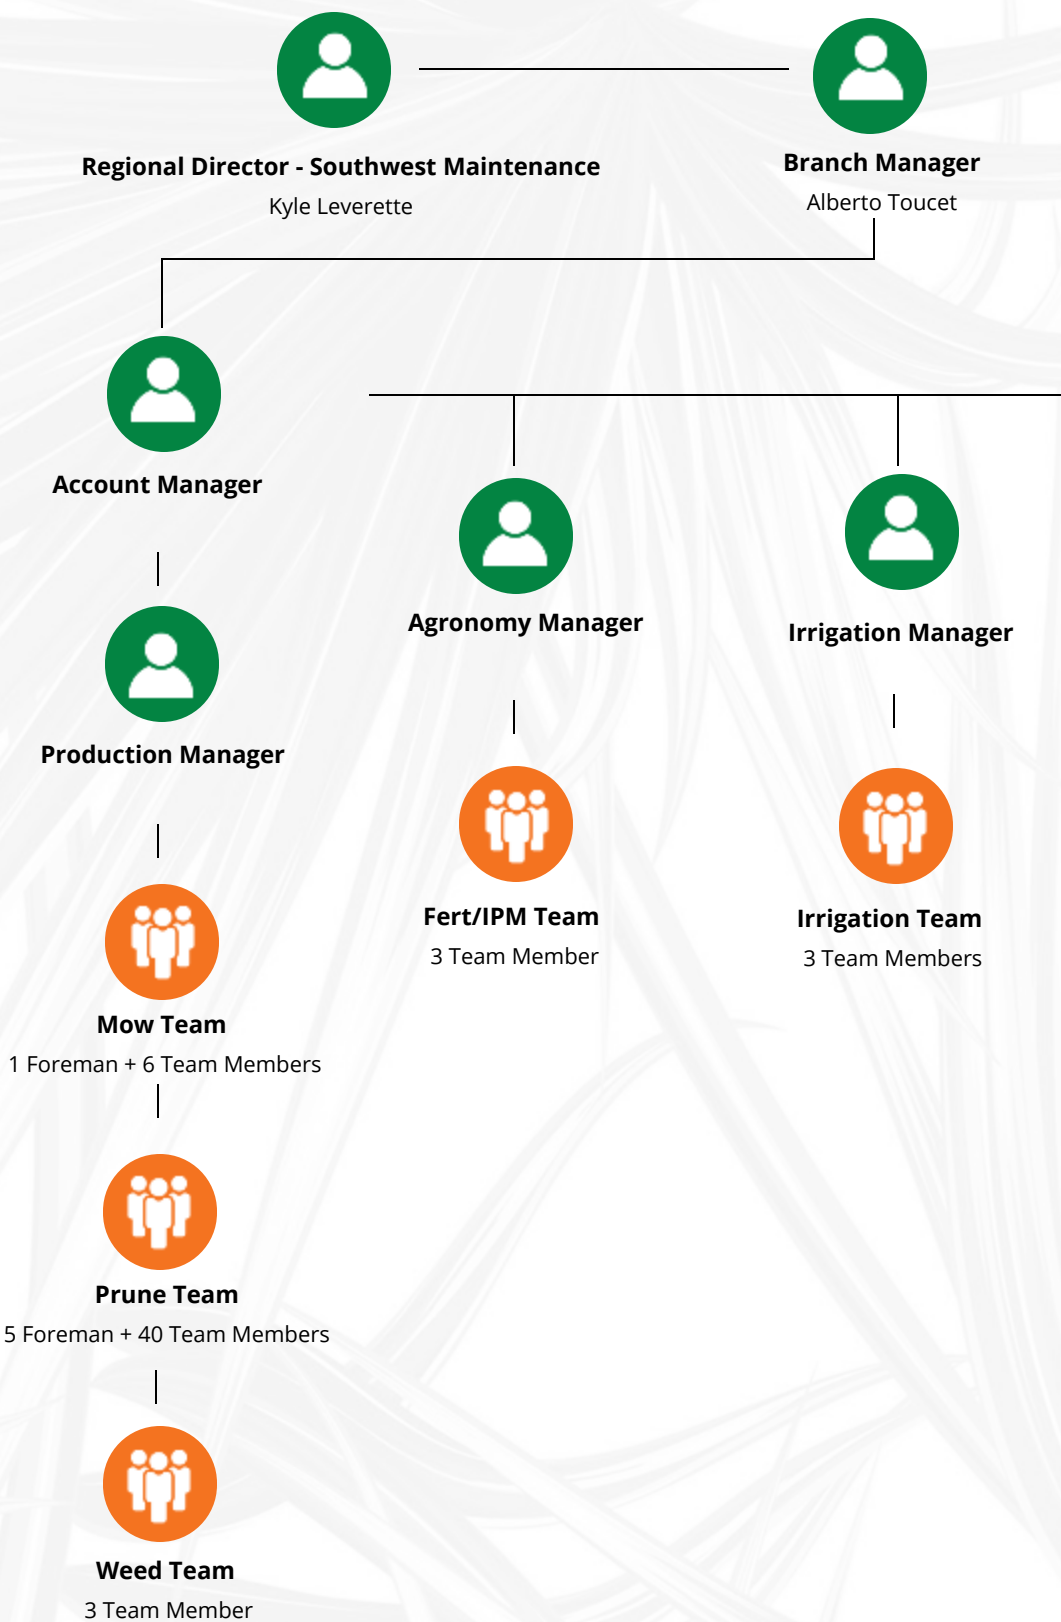 Regional Director - Southwest Maintenance
Kyle Leverette
Branch Manager
Alberto Toucet
Account Manager
Agronomy Manager
Irrigation Manager
Production Manager
Fert/IPM Team
3 Team Member
Irrigation Team
3 Team Members
Mow Team
1 Foreman + 6 Team Members
Prune Team
5 Foreman + 40 Team Members
Weed Team
3 Team Member